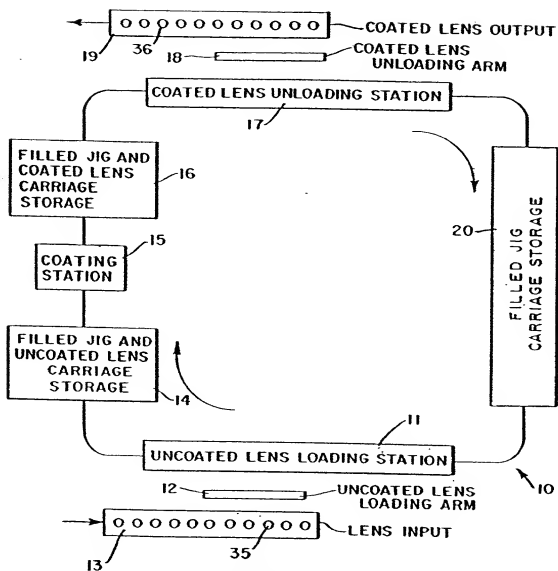 COATED LENS OUTPUT
19
36
18
COATED LENS
UNLOADING ARM
COATED LENS UNLOADING STATION
17
FILLED JIG AND
COATED LENS
CARRIAGE
STORAGE
16
15
COATING
STATION
20
FILLED JIG
CARRIAGE STORAGE
FILLED JIG AND
UNCOATED LENS
CARRIAGE
STORAGE
14
11
UNCOATED LENS LOADING STATION
10
12
UNCOATED LENS
LOADING ARM
LENS INPUT
13
35